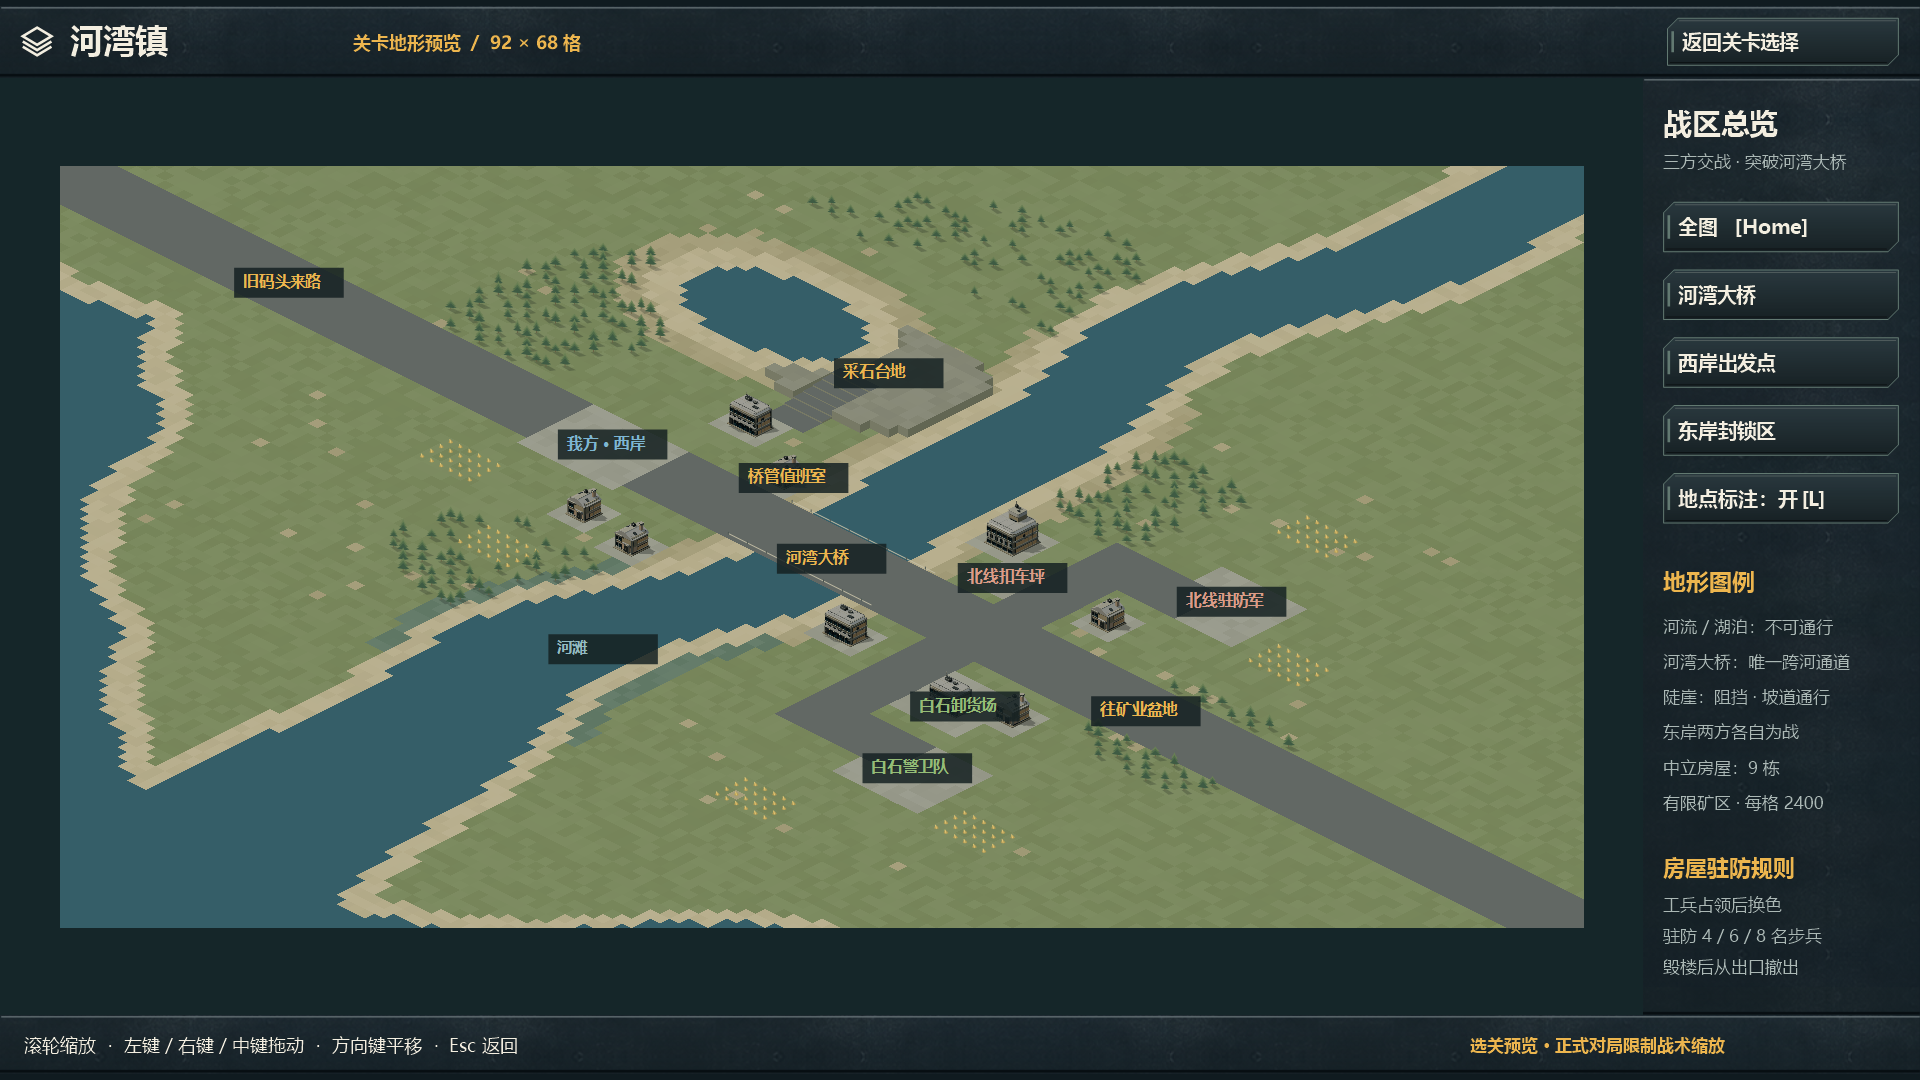 河湾镇
关卡地形预览 / 92 × 68 格
返回关卡选择
战区总览
三方交战 · 突破河湾大桥
全图 [Home]
河湾大桥
西岸出发点
东岸封锁区
地点标注：开 [L]
地形图例
河流 / 湖泊：不可通行
河湾大桥：唯一跨河通道
陡崖：阻挡 · 坡道通行
东岸两方各自为战
中立房屋：9 栋
有限矿区 · 每格 2400
房屋驻防规则
工兵占领后换色
驻防 4 / 6 / 8 名步兵
毁楼后从出口撤出
旧码头来路
采石台地
我方 • 西岸
桥管值班室
河湾大桥
北线扣车坪
北线驻防军
河滩
白石卸货场
往矿业盆地
白石警卫队
滚轮缩放 · 左键 / 右键 / 中键拖动 · 方向键平移 · Esc 返回
选关预览 • 正式对局限制战术缩放